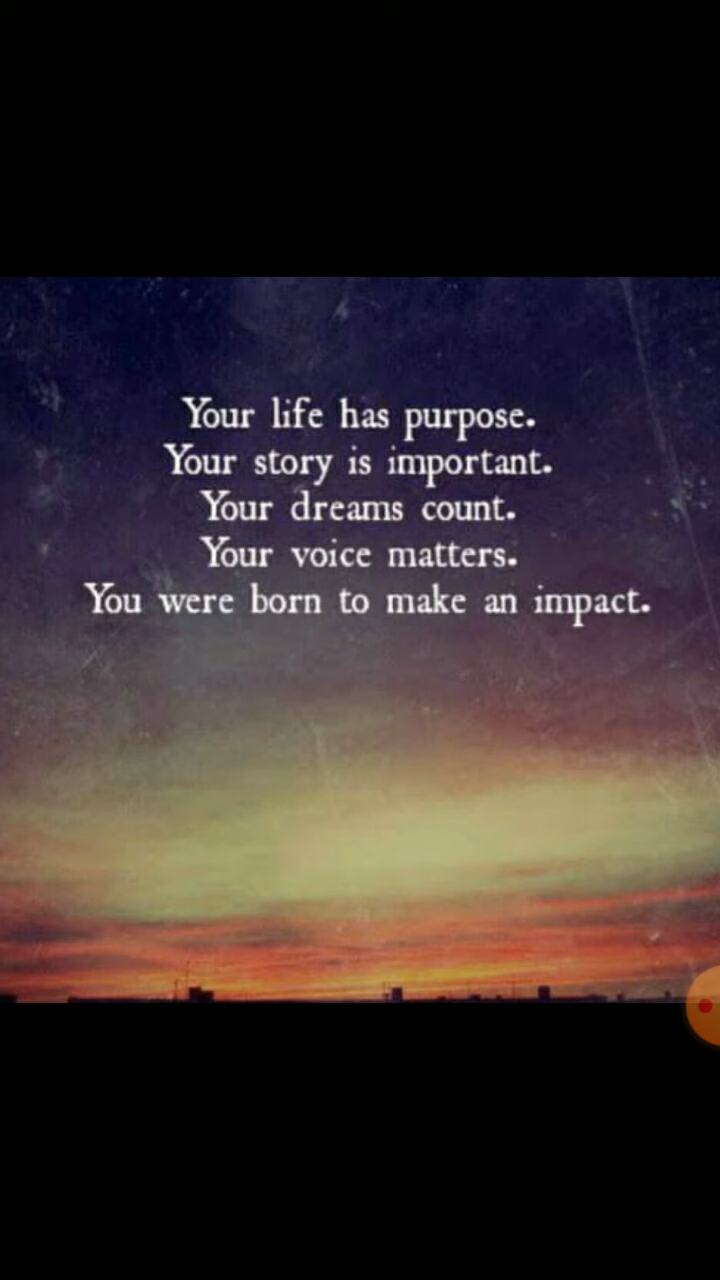 Your life has purpose.
Your story is important.
Your dreams count.
Your voice matters.
You were born to make an impact.